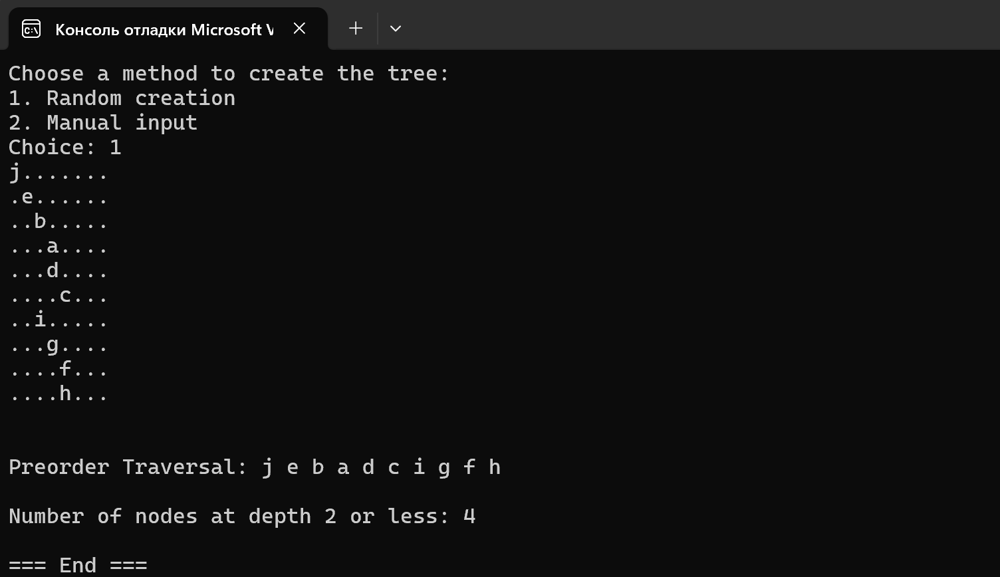 Консоль отладки Microsoft V
Choose a method to create the tree:
1. Random creation
2. Manual input
Choice: 1
j.......
.e......
..b.....
...a....
...d....
....c...
..i.....
...g....
....f...
....h...
Preorder Traversal: j e b a d c i g f h
Number of nodes at depth 2 or less: 4
=== End ===